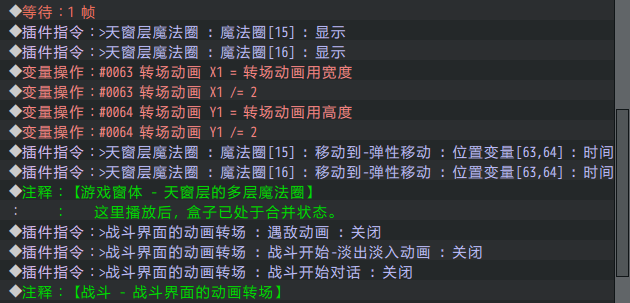 ◆等待：1 帧
◆插件指令：>天窗层魔法圈 : 魔法圈[15] : 显示
◆插件指令：>天窗层魔法圈 : 魔法圈[16] : 显示
◆变量操作：#0063 转场动画 X1 = 转场动画用宽度
◆变量操作：#0063 转场动画 X1 /= 2
◆变量操作：#0064 转场动画 Y1 = 转场动画用高度
◆变量操作：#0064 转场动画 Y1 /= 2
◆插件指令：>天窗层魔法圈 : 魔法圈[15] : 移动到-弹性移动 : 位置变量[63,64] : 时间
◆插件指令：>天窗层魔法圈 : 魔法圈[16] : 移动到-弹性移动 : 位置变量[63,64] : 时间
◆注释：【游戏窗体 - 天窗层的多层魔法圈】
：　　：　　这里播放后，盒子已处于合并状态。
◆插件指令：>战斗界面的动画转场 : 遇敌动画 : 关闭
◆插件指令：>战斗界面的动画转场 : 战斗开始-淡出淡入动画 : 关闭
◆插件指令：>战斗界面的动画转场 : 战斗开始对话 : 关闭
◆注释：【战斗 - 战斗界面的动画转场】